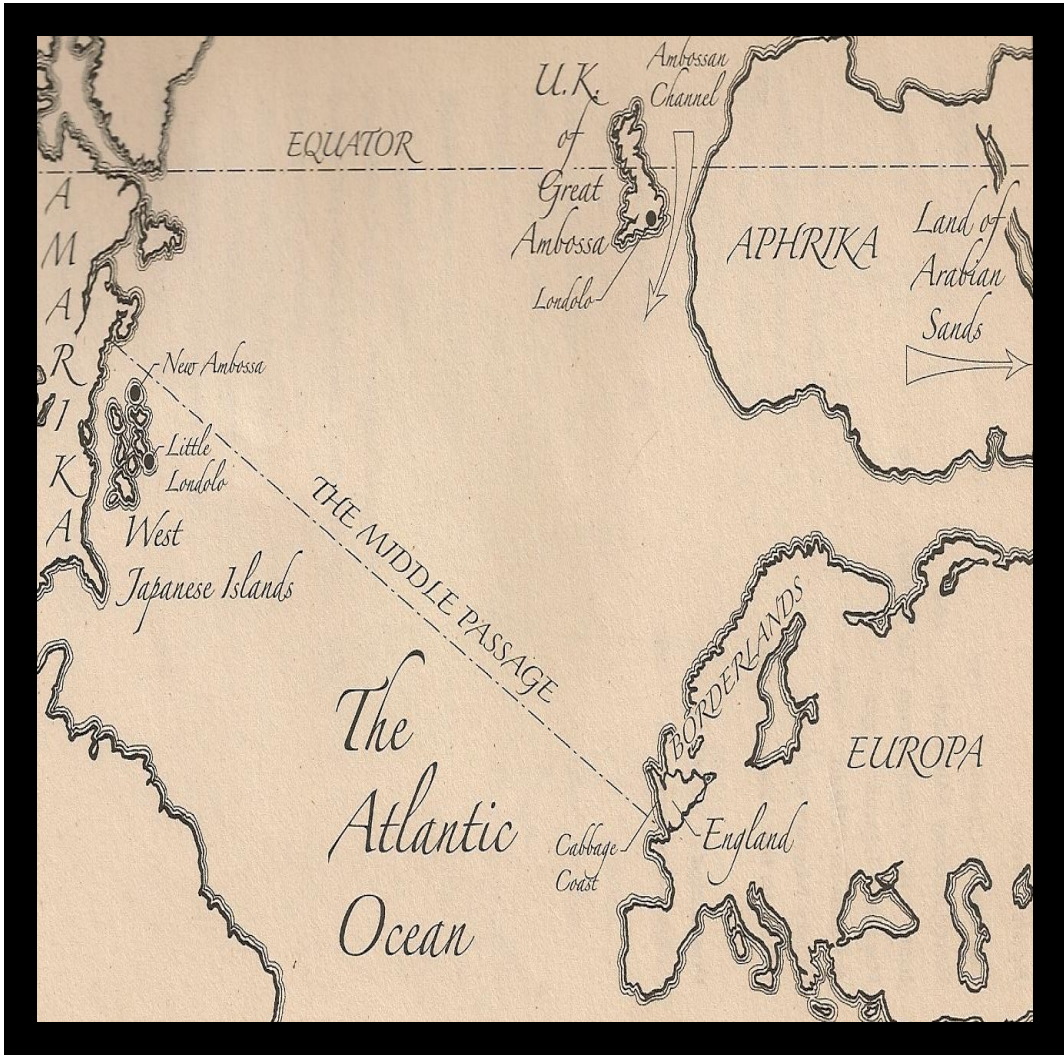 U.K.
of
Great
Ambossa
Londolo
Ambossan
Channel
EQUATOR
APHRIKA
Land of
Arabian
Sands
AMARIKA
New Ambossa
Little
Londolo
West
Japanese Islands
THE MIDDLE PASSAGE
The
Atlantic
Ocean
BORDERLANDS
EUROPA
England
Cabbage
Coast